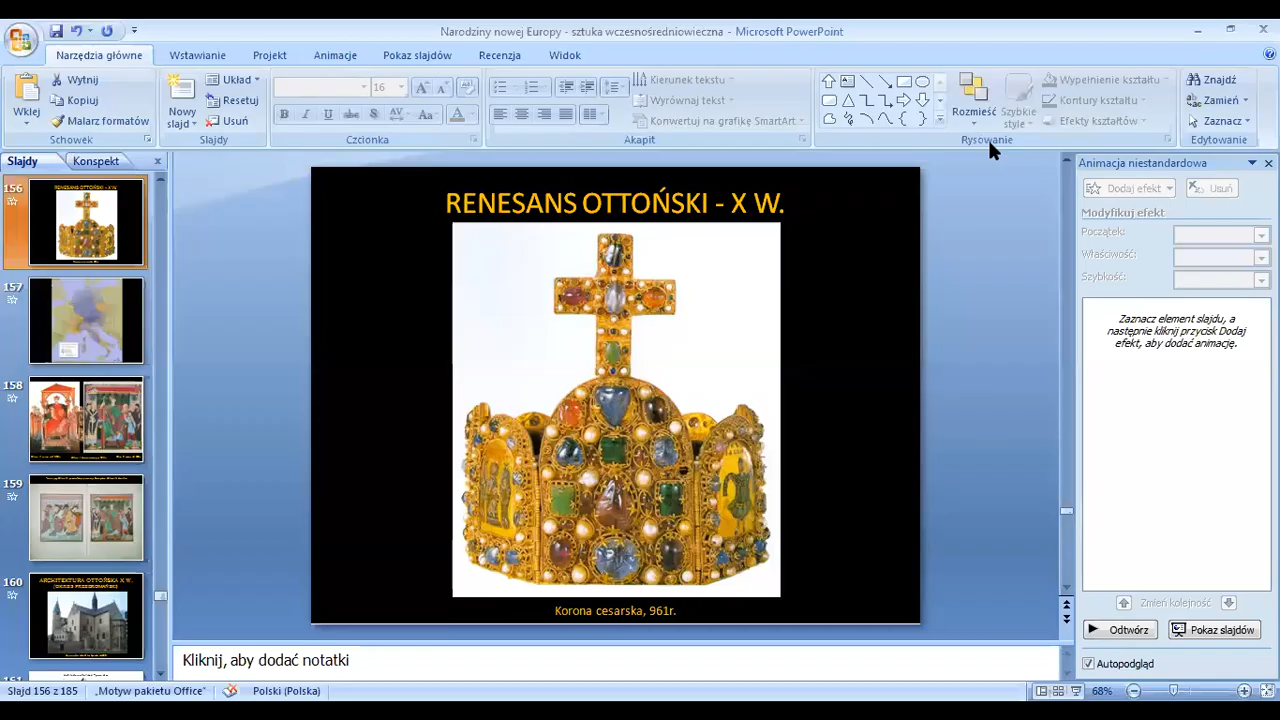 Narodziny nowej Europy - sztuka wczesnośredniowieczna - Microsoft PowerPoint
Narzędzia główne Wstawianie Projekt Animacje Pokaz slajdów Recenzja Widok
Wklej
Wytnij
Kopiuj
Malarz formatów
Schowek
Nowy slajd
Układ
Resetuj
Usuń
Slajdy
16
Czcionka
Kierunek tekstu
Wyrównaj tekst
Konwertuj na grafikę SmartArt
Akapit
Rozmieść
Szybkie style
Wypełnienie kształtu
Kontury kształtu
Efekty kształtów
Rysowanie
Znajdź
Zamień
Zaznacz
Edytowanie
Slajdy Konspekt
156
RENESANS OTTOŃSKI - X W.
157
158
159
160
ARCHITEKTURA OTTOŃSKA X W.
RENESANS OTTOŃSKI - X W.
Korona cesarska, 961r.
Kliknij, aby dodać notatki
Animacja niestandardowa
Dodaj efekt Usuń
Modyfikuj efekt
Początek:
Właściwość:
Szybkość:
Zaznacz element slajdu, a
następnie kliknij przycisk Dodaj
efekt, aby dodać animację.
Zmień kolejność
Odtwórz Pokaz slajdów
Autopodgląd
Slajd 156 z 185 „Motyw pakietu Office” Polski (Polska) 68%